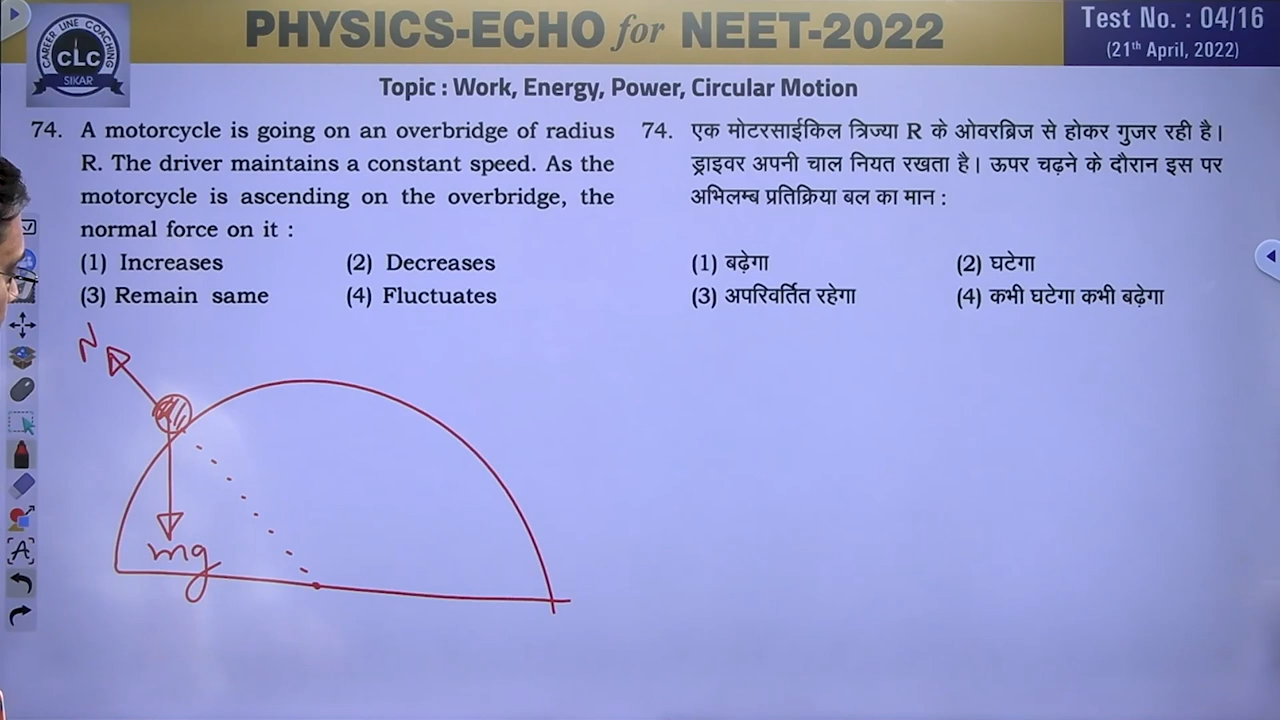 CAREER LINE COACHING
CLC
SIKAR
PHYSICS-ECHO for NEET-2022
Test No. : 04/16
(21th April, 2022)
Topic : Work, Energy, Power, Circular Motion
74. A motorcycle is going on an overbridge of radius
R. The driver maintains a constant speed. As the
motorcycle is ascending on the overbridge, the
normal force on it :
(1) Increases (2) Decreases
(3) Remain same (4) Fluctuates
74. एक मोटरसाईकिल त्रिज्या R के ओवरब्रिज से होकर गुजर रही है।
ड्राइवर अपनी चाल नियत रखता है। ऊपर चढ़ने के दौरान इस पर
अभिलम्ब प्रतिक्रिया बल का मान :
(1) बढ़ेगा (2) घटेगा
(3) अपरिवर्तित रहेगा (4) कभी घटेगा कभी बढ़ेगा
N
mg
A